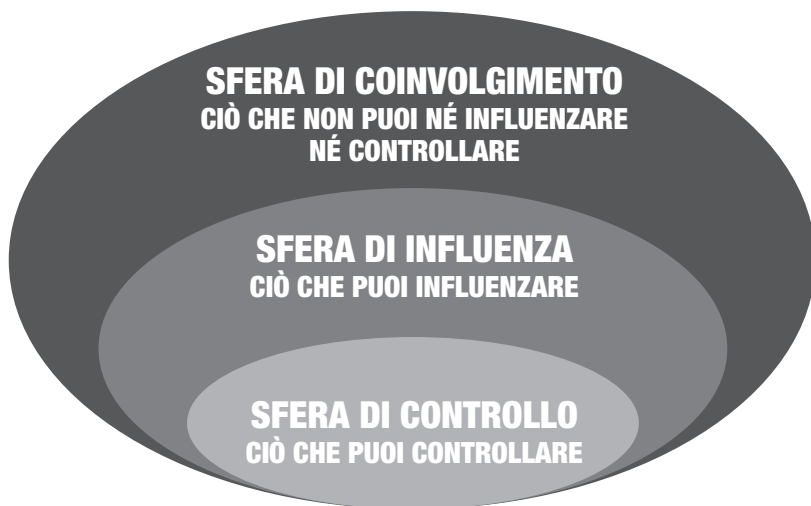 SFERA DI COINVOLGIMENTO
CIÒ CHE NON PUOI NÉ INFLUENZARE
NÉ CONTROLLARE
SFERA DI INFLUENZA
CIÒ CHE PUOI INFLUENZARE
SFERA DI CONTROLLO
CIÒ CHE PUOI CONTROLLARE